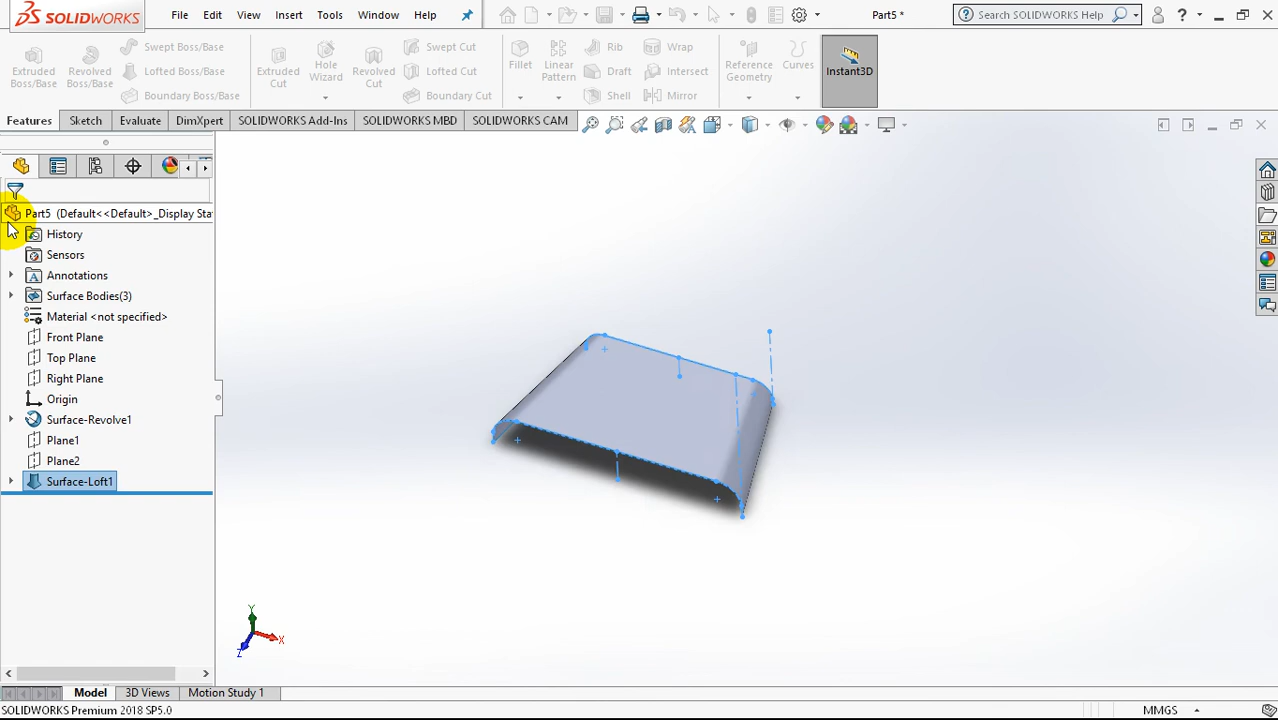 SOLIDWORKS File Edit View Insert Tools Window Help Part5 * Search SOLIDWORKS Help ?
Extruded Boss/Base Revolved Boss/Base Swept Boss/Base Lofted Boss/Base Boundary Boss/Base Extruded Cut Hole Wizard Revolved Cut Swept Cut Lofted Cut Boundary Cut Fillet Linear Pattern Rib Draft Shell Wrap Intersect Mirror Reference Geometry Curves Instant3D
Features Sketch Evaluate DimXpert SOLIDWORKS Add-Ins SOLIDWORKS MBD SOLIDWORKS CAM
Part5 (Default<<Default>_Display Sta
History
Sensors
Annotations
Surface Bodies(3)
Material <not specified>
Front Plane
Top Plane
Right Plane
Origin
Surface-Revolve1
Plane1
Plane2
Surface-Loft1
Y
X
Z
Model 3D Views Motion Study 1
SOLIDWORKS Premium 2018 SP5.0 MMGS